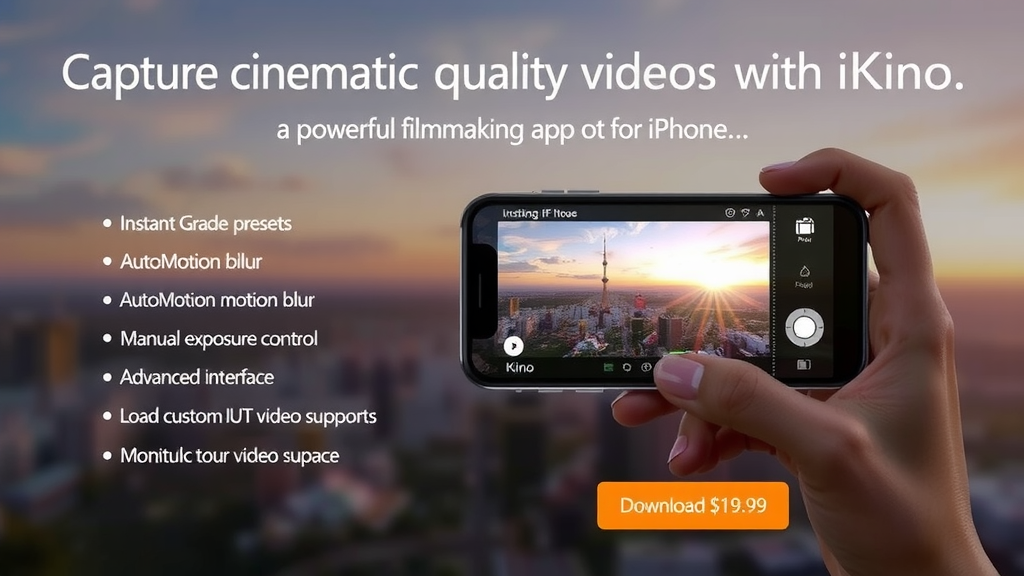 Capture cinematic quality videos with iKino.
a powerful filmmaking app ot for iPhone...
• Instant Grade presets
• AutoMotion bilur
• AutoMotion motion blur
• Manual exposure control
• Advanced interface
• Load custom IUT video supports
• Monitulc tour video supace
A
Kino
Download $19.99